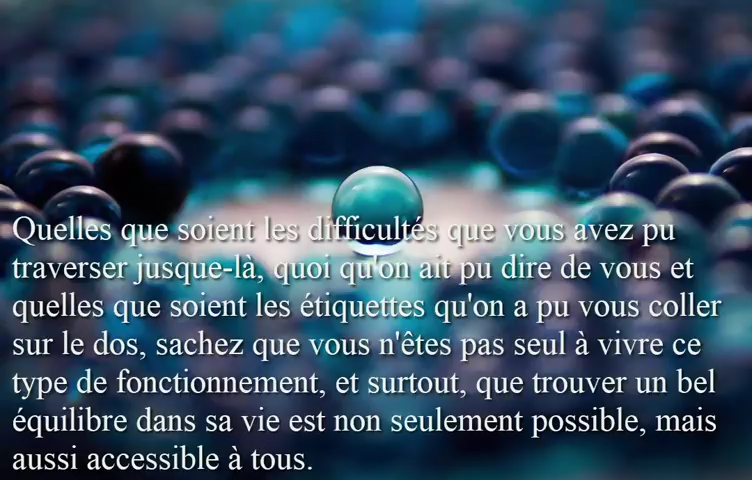 Quelles que soient les difficultés que vous avez pu
traverser jusque-là, quoi qu'on ait pu dire de vous et
quelles que soient les étiquettes qu'on a pu vous coller
sur le dos, sachez que vous n'êtes pas seul à vivre ce
type de fonctionnement, et surtout, que trouver un bel
équilibre dans sa vie est non seulement possible, mais
aussi accessible à tous.